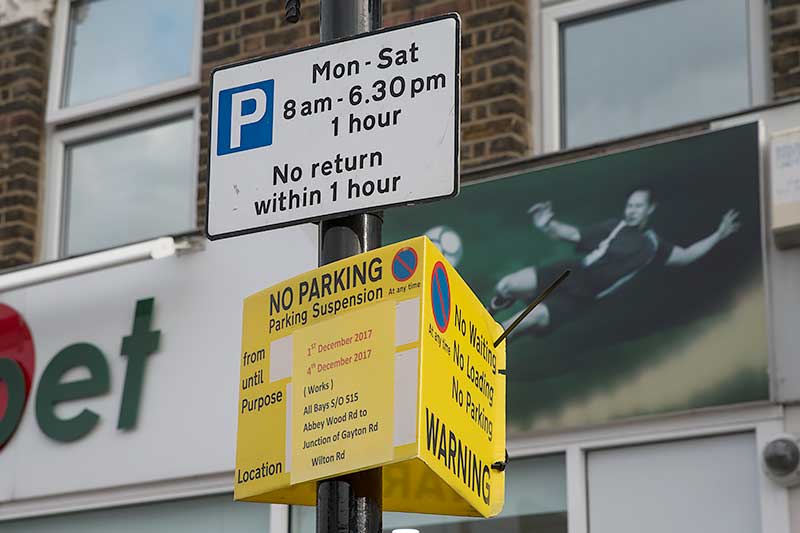 Mon - Sat
8 am - 6.30 pm
1 hour
P
No return
within 1 hour
NO PARKING
Parking Suspension
At any time
from
1st December 2017
until
4th December 2017
Purpose
( Works )
All Bays S/O 515
Abbey Wood Rd to
Junction of Gayton Rd
Location
Wilton Rd
At any time
No Waiting
No Loading
No Parking
WARNING
bet